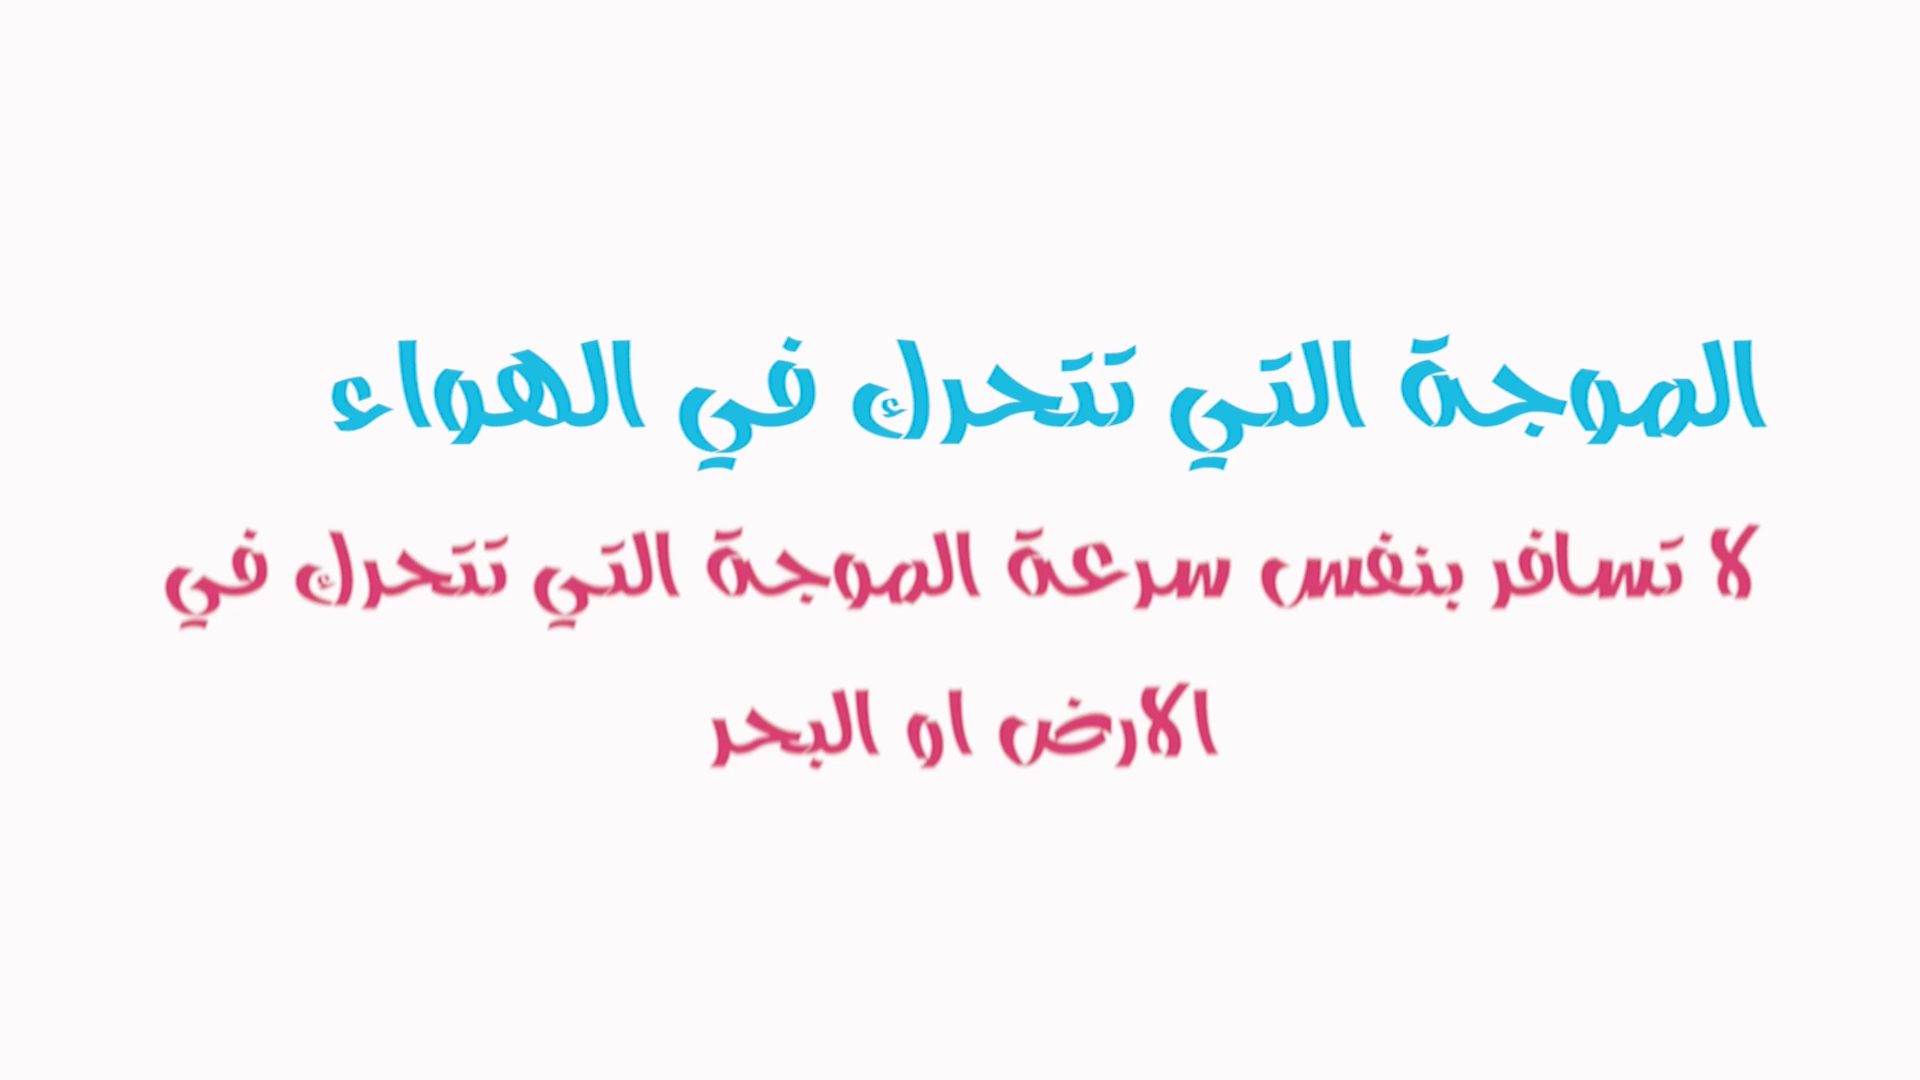 الموجة التي تتحرك في الهواء
لا تسافر بنفس سرعة الموجة التي تتحرك في
الارض او البحر